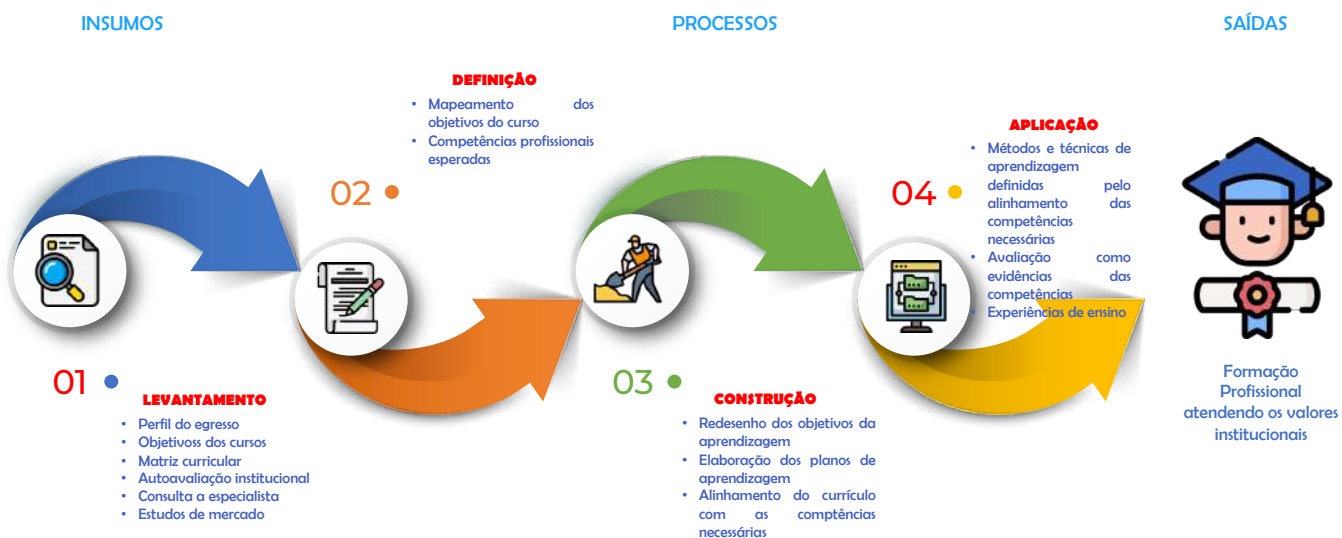 INSUMOS
PROCESSOS
SAÍDAS
01
LEVANTAMENTO
• Perfil do egresso
• Objetivoss dos cursos
• Matriz curricular
• Autoavaliação institucional
• Consulta a especialista
• Estudos de mercado
02
DEFINIÇÃO
• Mapeamento dos
objetivos do curso
• Competências profissionais
esperadas
03
CONSTRUÇÃO
• Redesenho dos objetivos da
aprendizagem
• Elaboração dos planos de
aprendizagem
• Alinhamento do currículo
com as comptências
necessárias
04
APLICAÇÃO
• Métodos e técnicas de
aprendizagem
definidas pelo
alinhamento das
competências
necessárias
• Avaliação como
evidências das
competências
• Experiências de ensino
Formação
Profissional
atendendo os valores
institucionais